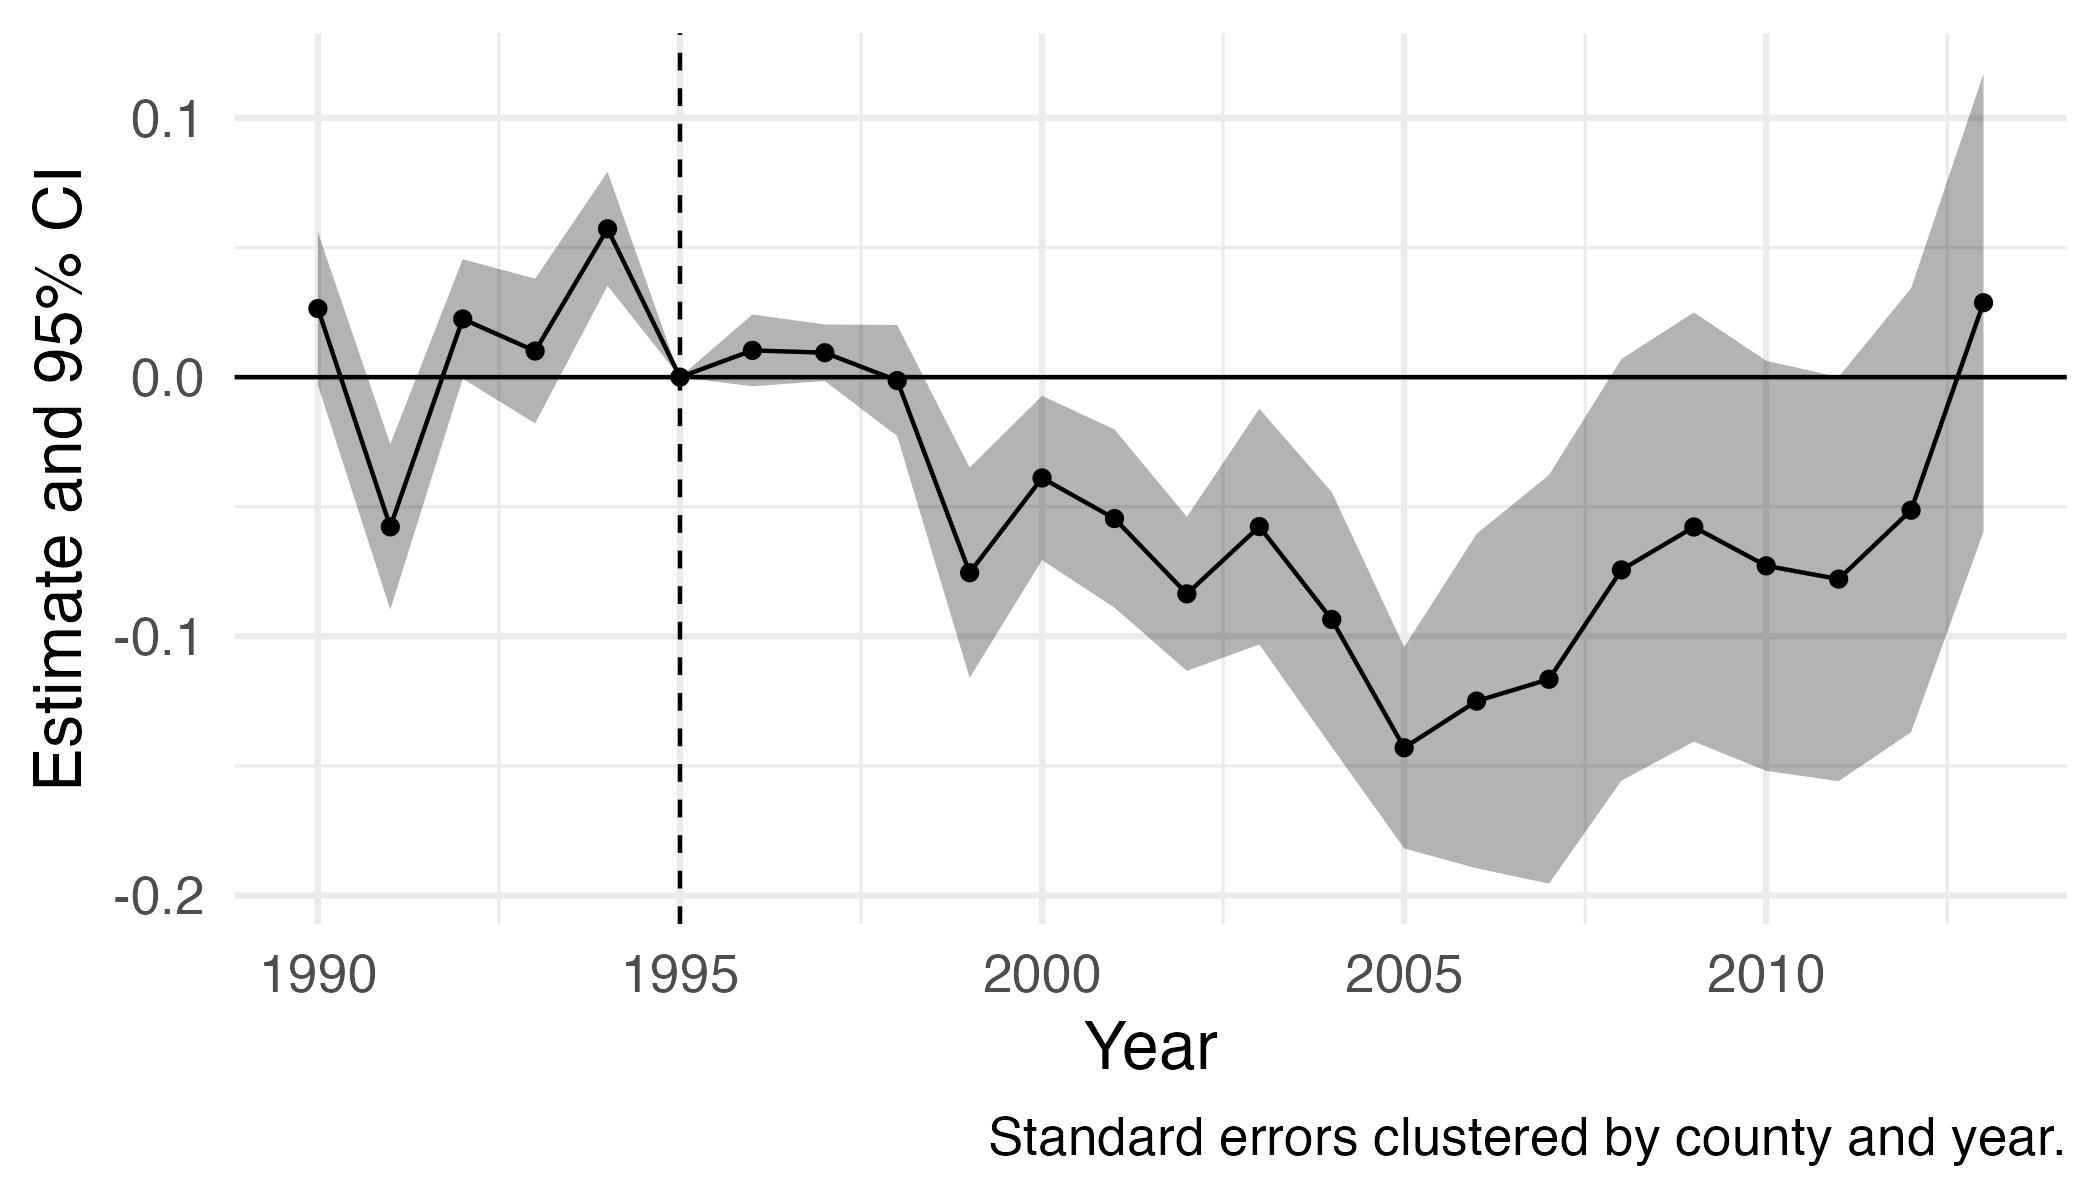 Estimate and 95% CI
0.1
0.0
-0.1
-0.2
1990 1995 2000 2005 2010
Year
Standard errors clustered by county and year.